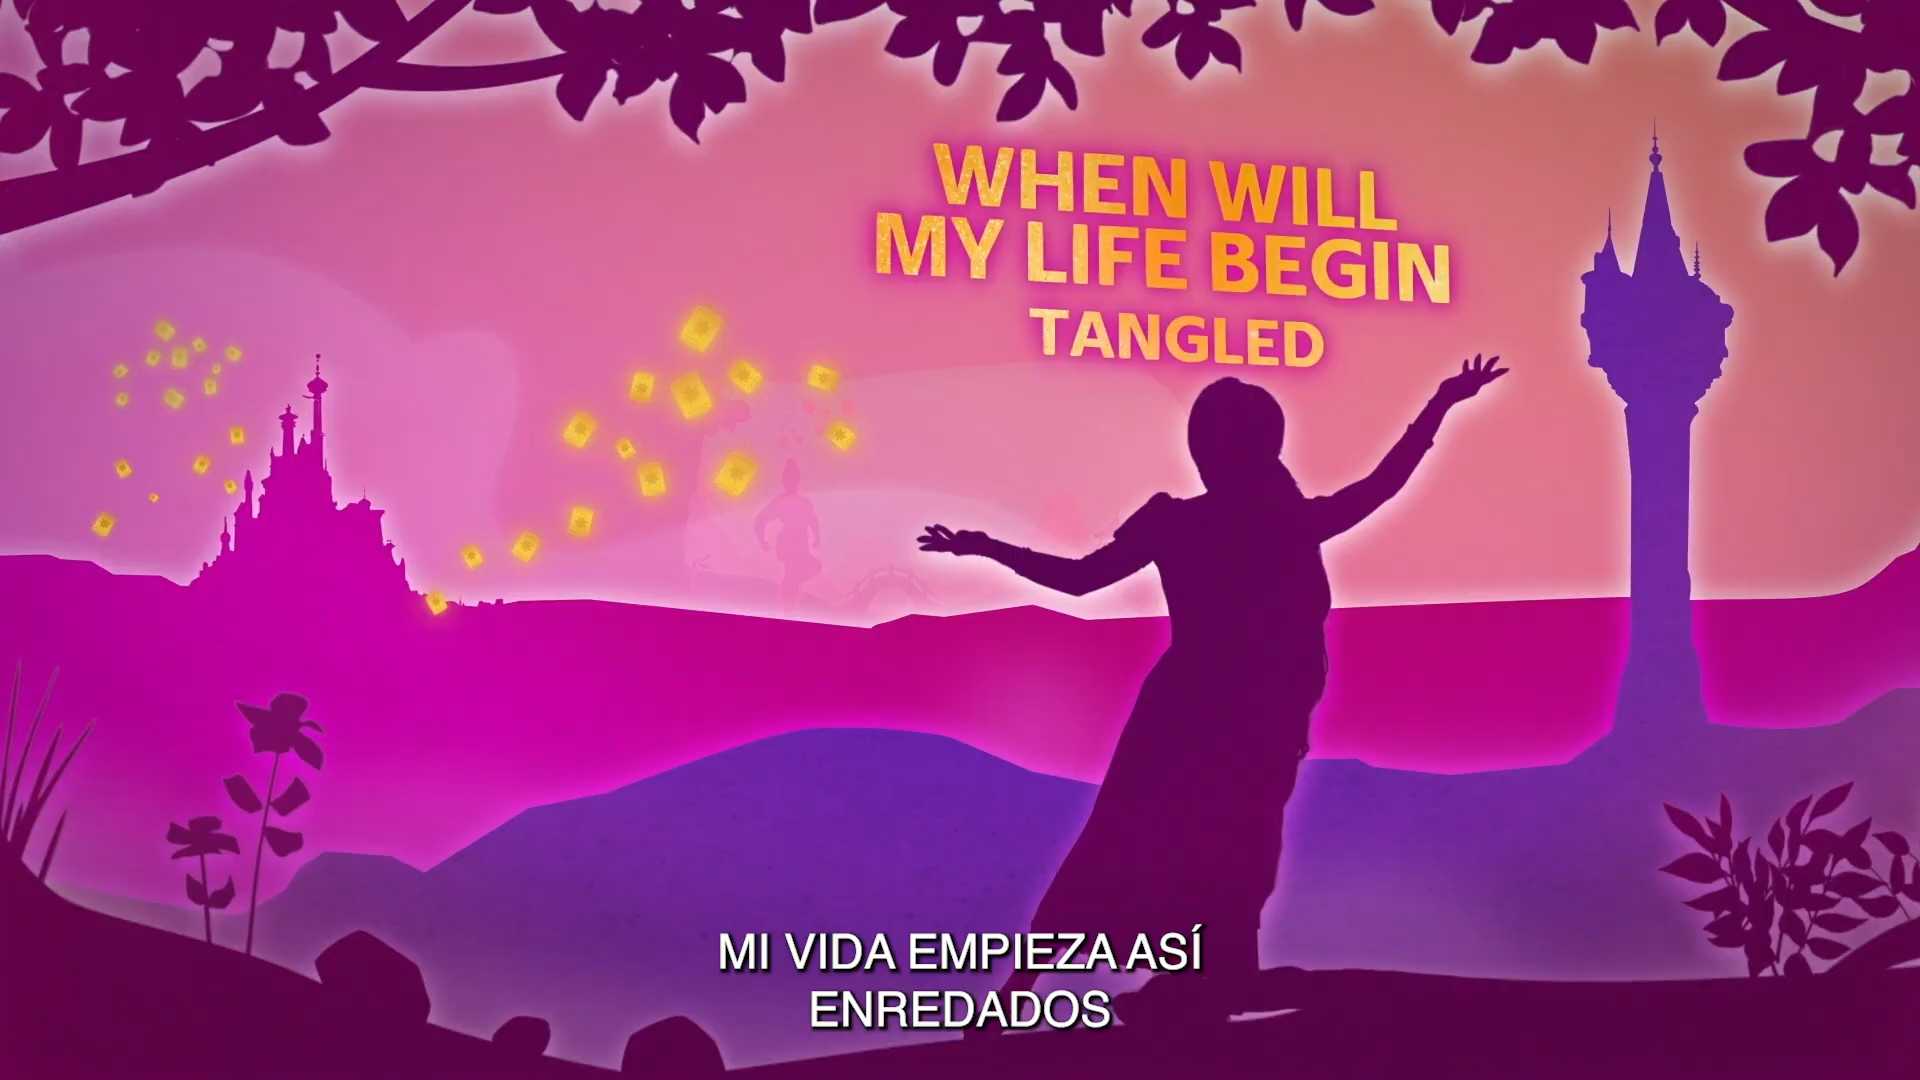 WHEN WILL
MY LIFE BEGIN
TANGLED
MI VIDA EMPIEZA ASÍ
ENREDADOS